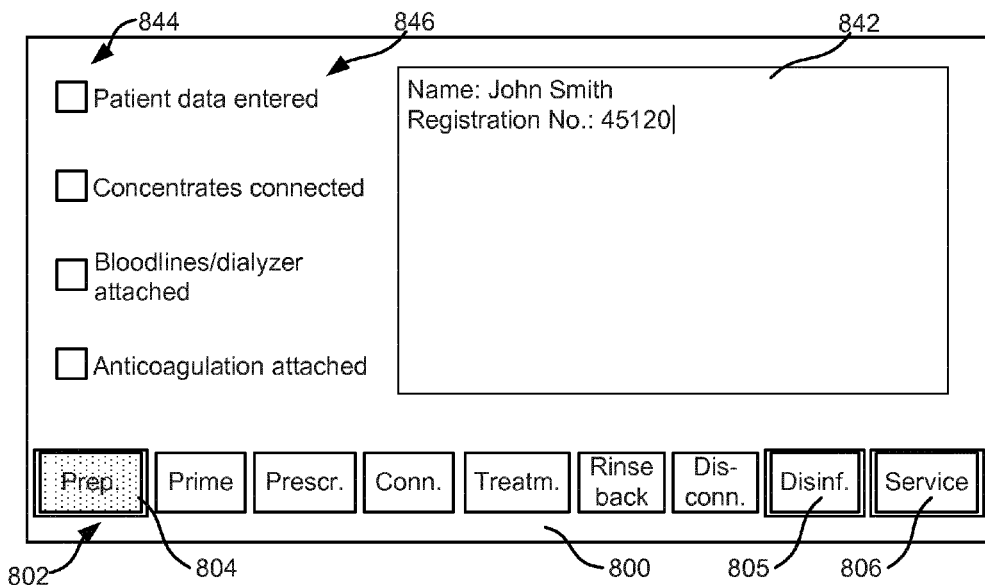 844
846
842
Patient data entered
Name: John Smith
Registration No.: 45120
Concentrates connected
Bloodlines/dialyzer
attached
Anticoagulation attached
Prep.
Prime
Prescr.
Conn.
Treatm.
Rinse
back
Dis-
conn.
Disinf.
Service
802
804
800
805
806